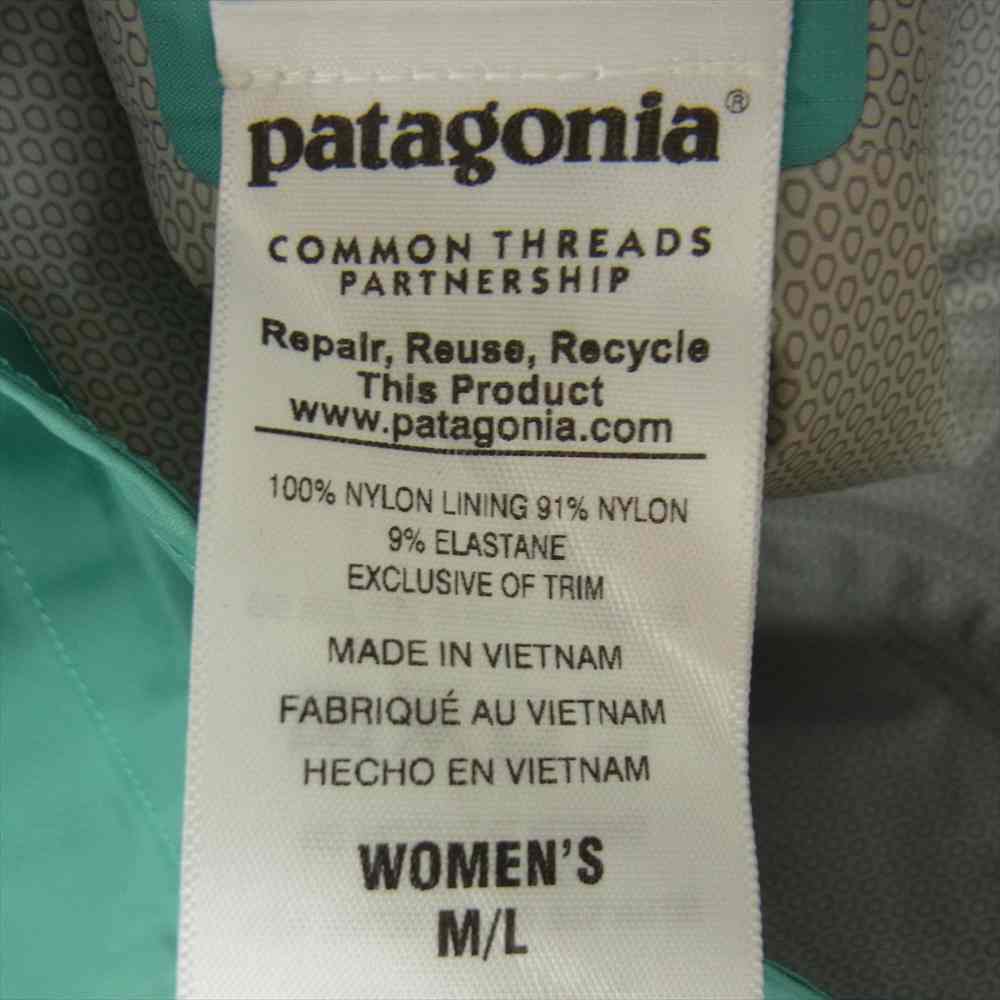 patagonia®
COMMON THREADS
PARTNERSHIP
Repair, Reuse, Recycle
This Product
www.patagonia.com
100% NYLON LINING 91% NYLON
9% ELASTANE
EXCLUSIVE OF TRIM
MADE IN VIETNAM
FABRIQUÉ AU VIETNAM
HECHO EN VIETNAM
WOMEN'S
M/L